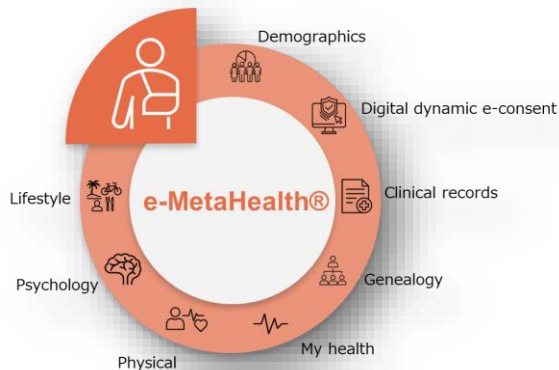 Demographics
Digital dynamic e-consent
Lifestyle
e-MetaHealth®
Clinical records
Psychology
Genealogy
Physical
My health